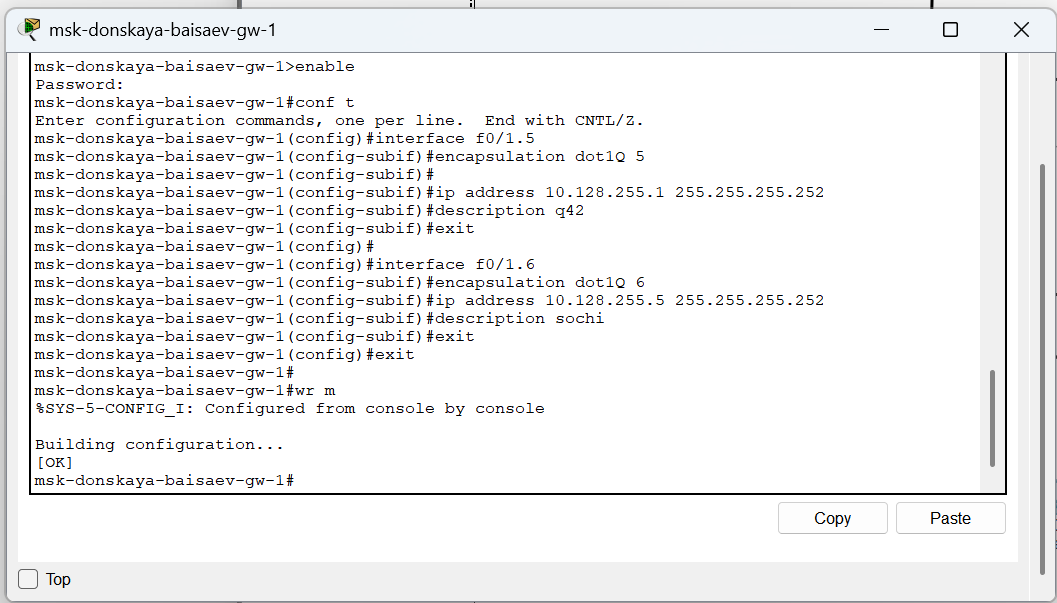 msk-donskaya-baisaev-gw-1
msk-donskaya-baisaev-gw-1>enable
Password:
msk-donskaya-baisaev-gw-1#conf t
Enter configuration commands, one per line.  End with CNTL/Z.
msk-donskaya-baisaev-gw-1(config)#interface f0/1.5
msk-donskaya-baisaev-gw-1(config-subif)#encapsulation dot1Q 5
msk-donskaya-baisaev-gw-1(config-subif)#
msk-donskaya-baisaev-gw-1(config-subif)#ip address 10.128.255.1 255.255.255.252
msk-donskaya-baisaev-gw-1(config-subif)#description q42
msk-donskaya-baisaev-gw-1(config-subif)#exit
msk-donskaya-baisaev-gw-1(config)#
msk-donskaya-baisaev-gw-1(config)#interface f0/1.6
msk-donskaya-baisaev-gw-1(config-subif)#encapsulation dot1Q 6
msk-donskaya-baisaev-gw-1(config-subif)#ip address 10.128.255.5 255.255.255.252
msk-donskaya-baisaev-gw-1(config-subif)#description sochi
msk-donskaya-baisaev-gw-1(config-subif)#exit
msk-donskaya-baisaev-gw-1(config)#exit
msk-donskaya-baisaev-gw-1#
msk-donskaya-baisaev-gw-1#wr m
%SYS-5-CONFIG_I: Configured from console by console
Building configuration...
[OK]
msk-donskaya-baisaev-gw-1#
Copy
Paste
Top